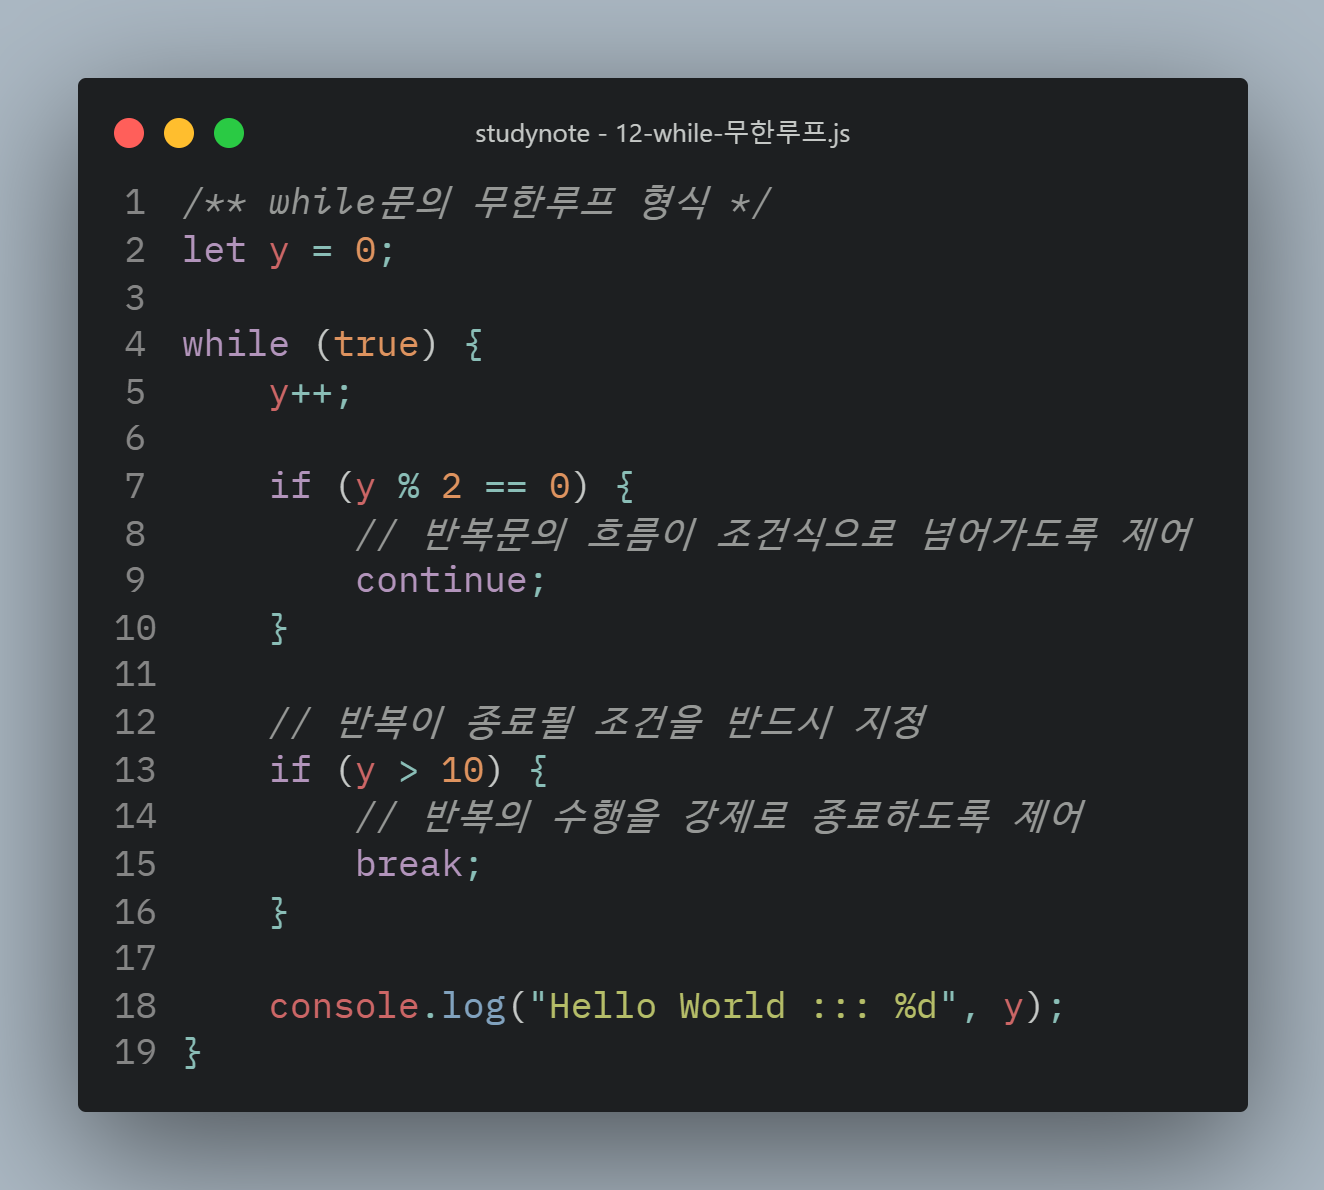 studynote - 12-while-무한루프.js
1 /** while문의 무한루프 형식 */
2 let y = 0;
3
4 while (true) {
5     y++;
6
7     if (y % 2 == 0) {
8         // 반복문의 흐름이 조건식으로 넘어가도록 제어
9         continue;
10     }
11
12     // 반복이 종료될 조건을 반드시 지정
13     if (y > 10) {
14         // 반복의 수행을 강제로 종료하도록 제어
15         break;
16     }
17
18     console.log("Hello World ::: %d", y);
19 }